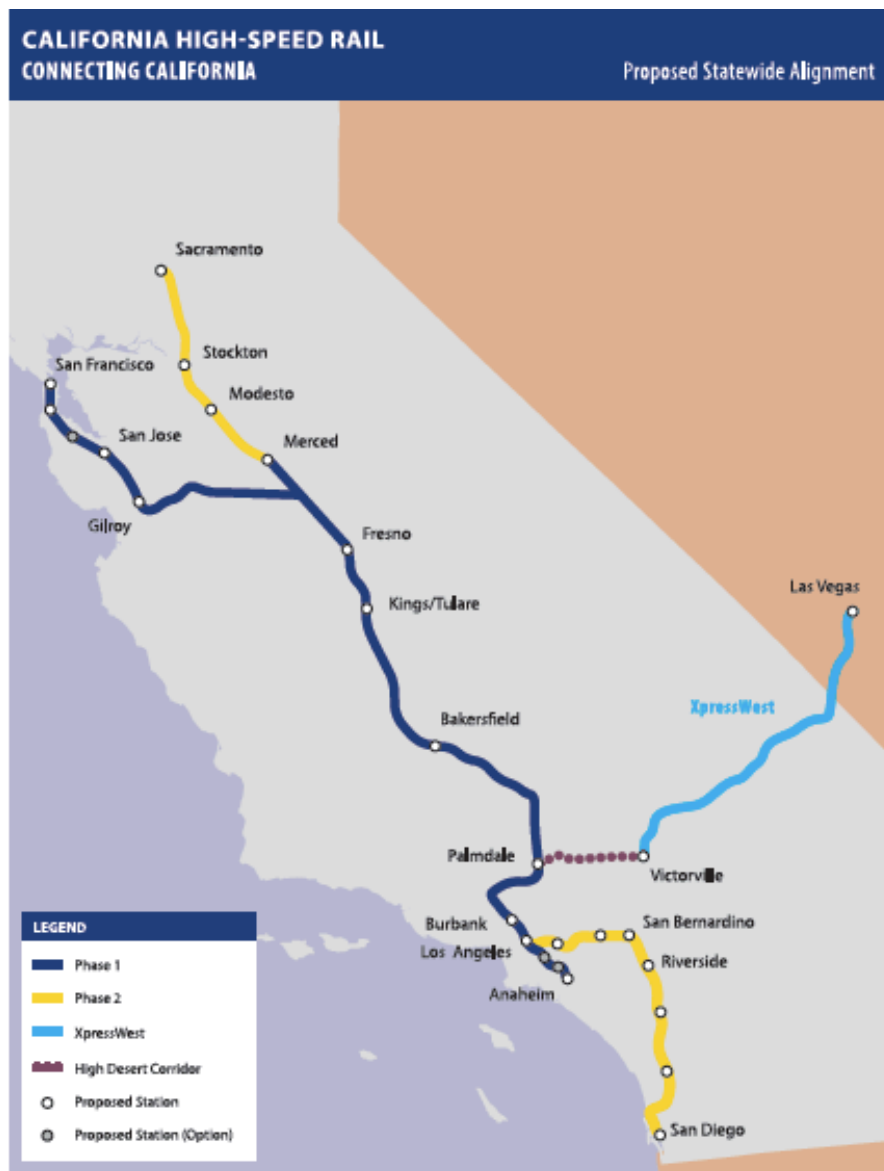 CALIFORNIA HIGH-SPEED RAIL
CONNECTING CALIFORNIA
Proposed Statewide Alignment
Sacramento
Stockton
San Francisco
Modesto
San Jose
Merced
Gilroy
Fresno
Las Vegas
Kings/Tulare
XpressWest
Bakersfield
Palmdale
Victorville
Burbank
San Bernardino
Los Angeles
Riverside
Anaheim
San Diego
LEGEND
Phase 1
Phase 2
XpressWest
High Desert Corridor
Proposed Station
Proposed Station (Option)